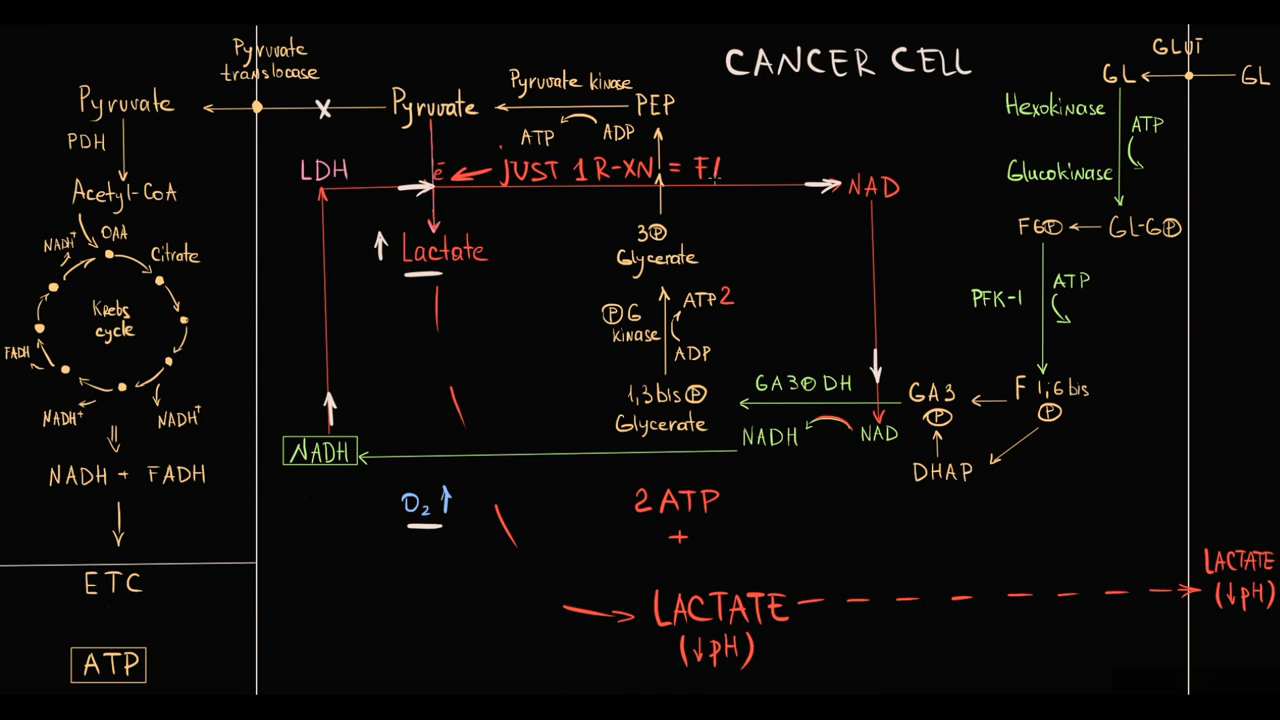 CANCER CELL
Pyruvate
translocase
Pyruvate
Pyruvate
Pyruvate kinase
PEP
ATP
ADP
GLUT
GL
GL
Hexokinase
ATP
Glucokinase
F6P
GL-6P
PFK-1
ATP
F 1,6 bis
P
GA3
P
DHAP
GA3PDH
NADH
NAD
1,3 bis P
Glycerate
PG
kinase
ATP 2
ADP
3P
Glycerate
LDH
ē
JUST 1 R-XN = F/
NAD
Lactate
NADH
O2
2 ATP
+
LACTATE
(↓pH)
LACTATE
(↓pH)
PDH
Acetyl-CoA
OAA
Citrate
NADH+
Krebs
cycle
FADH
NADH+
NADH+
NADH + FADH
ETC
ATP